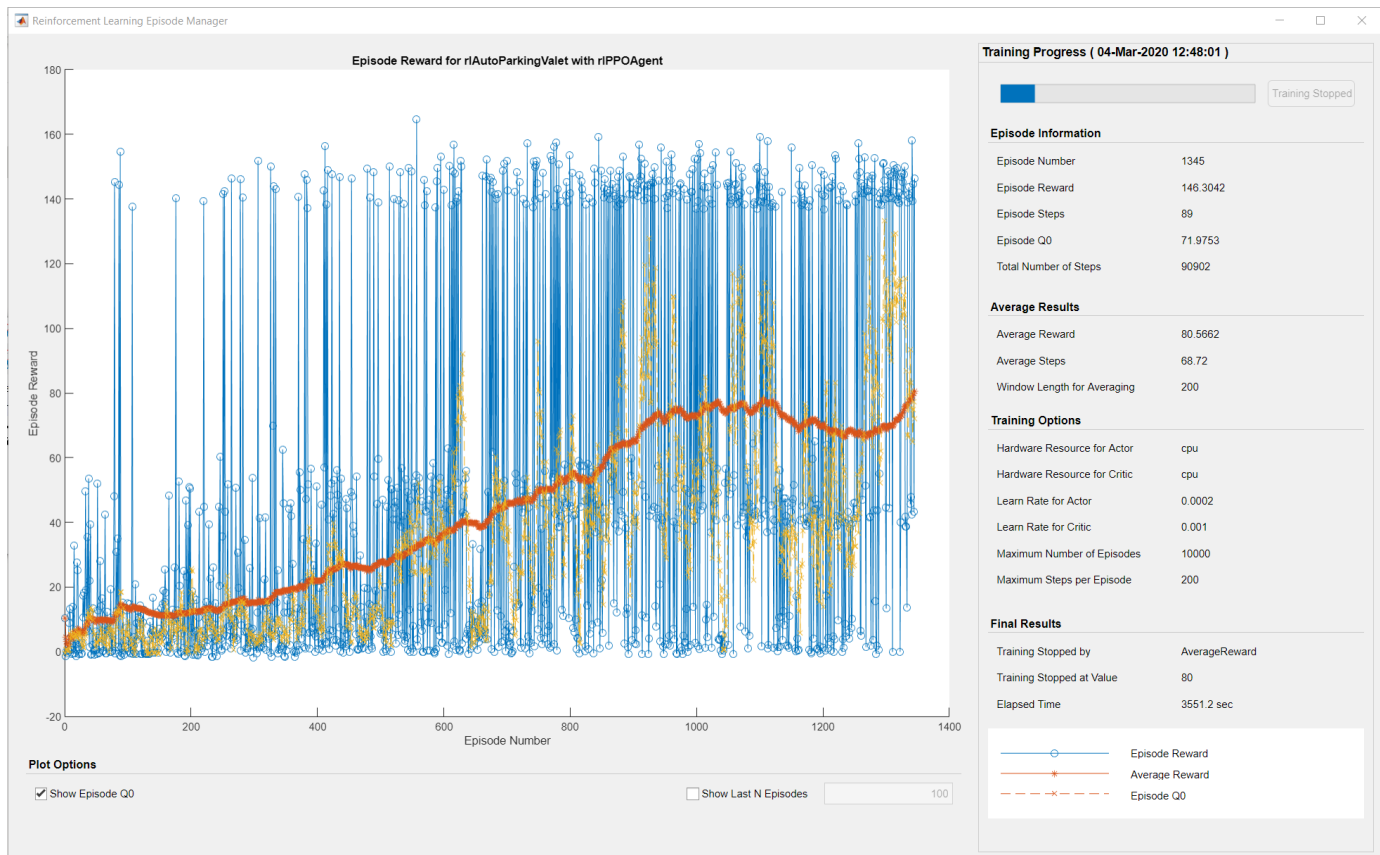 Reinforcement Learning Episode Manager
Episode Reward for rlAutoParkingValet with rlPPOAgent
180
160
140
120
100
80
60
40
20
0
-20
Episode Reward
0 200 400 600 800 1000 1200 1400
Episode Number
Plot Options
Show Episode Q0
Show Last N Episodes 100
Training Progress ( 04-Mar-2020 12:48:01 )
Training Stopped
Episode Information
Episode Number 1345
Episode Reward 146.3042
Episode Steps 89
Episode Q0 71.9753
Total Number of Steps 90902
Average Results
Average Reward 80.5662
Average Steps 68.72
Window Length for Averaging 200
Training Options
Hardware Resource for Actor cpu
Hardware Resource for Critic cpu
Learn Rate for Actor 0.0002
Learn Rate for Critic 0.001
Maximum Number of Episodes 10000
Maximum Steps per Episode 200
Final Results
Training Stopped by AverageReward
Training Stopped at Value 80
Elapsed Time 3551.2 sec
Episode Reward
Average Reward
Episode Q0